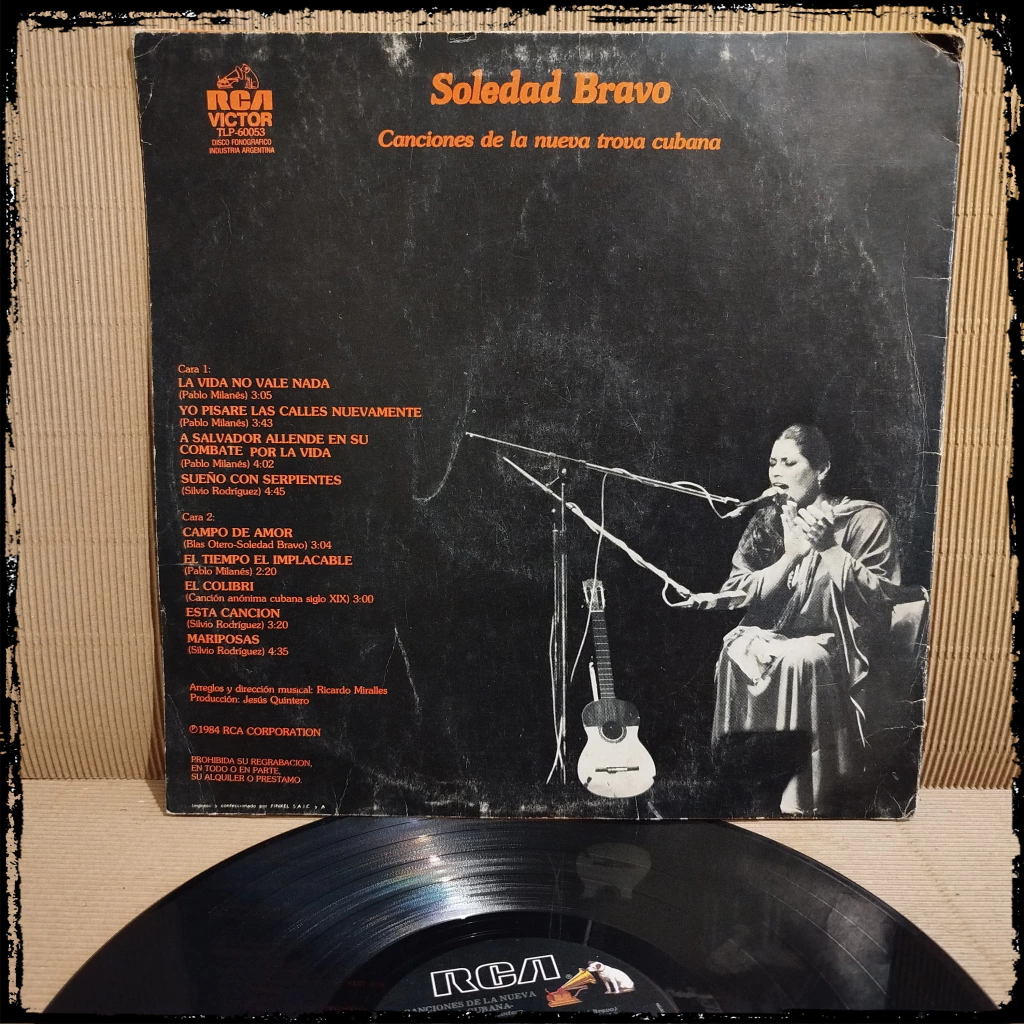 RCA
VICTOR
TLP-60053
DISCO FONOGRAFICO
INDUSTRIA ARGENTINA
Soledad Bravo
Canciones de la nueva trova cubana
Cara 1:
LA VIDA NO VALE NADA
(Pablo Milanés) 3:05
YO PISARE LAS CALLES NUEVAMENTE
(Pablo Milanés) 3:43
A SALVADOR ALLENDE EN SU
COMBATE POR LA VIDA
(Pablo Milanés) 4:02
SUEÑO CON SERPIENTES
(Silvio Rodríguez) 4:45
Cara 2:
CAMPO DE AMOR
(Blas Otero-Soledad Bravo) 3:04
EL TIEMPO EL IMPLACABLE
(Pablo Milanés) 2:20
EL COLIBRI
(Canción anónima cubana siglo XIX) 3:00
ESTA CANCION
(Silvio Rodríguez) 3:20
MARIPOSAS
(Silvio Rodríguez) 4:35
Arreglos y dirección musical: Ricardo Miralles
Producción: Jesús Quintero
℗1984 RCA CORPORATION
PROHIBIDA SU REGRABACION,
EN TODO O EN PARTE,
SU ALQUILER O PRESTAMO.
Impreso y confeccionado por FINKEL S.A.I.C. y A
RCA
CANCIONES DE LA NUEVA
CUBANA-
Bravo)